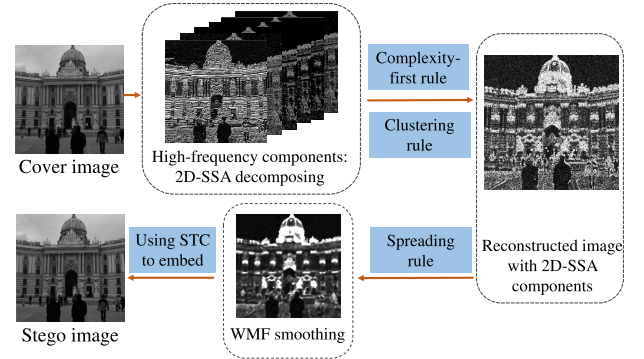 Cover image
High-frequency components:
2D-SSA decomposing
Complexity-
first rule
Clustering
rule
Reconstructed image
with 2D-SSA
components
Spreading
rule
WMF smoothing
Using STC
to embed
Stego image